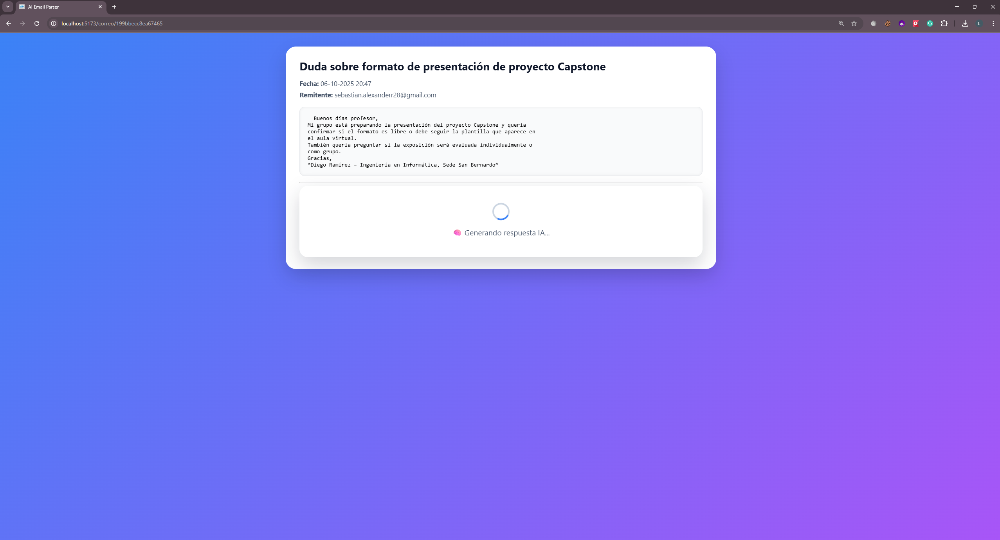 AI Email Parser
localhost:5173/correo/199bbecc8ea67465
L
Duda sobre formato de presentación de proyecto Capstone
Fecha: 06-10-2025 20:47
Remitente: sebastian.alexanderr28@gmail.com
Buenos días profesor,
Mi grupo está preparando la presentación del proyecto Capstone y quería
confirmar si el formato es libre o debe seguir la plantilla que aparece en
el aula virtual.
También quería preguntar si la exposición será evaluada individualmente o
como grupo.
Gracias,
*Diego Ramírez – Ingeniería en Informática, Sede San Bernardo*
Generando respuesta IA...